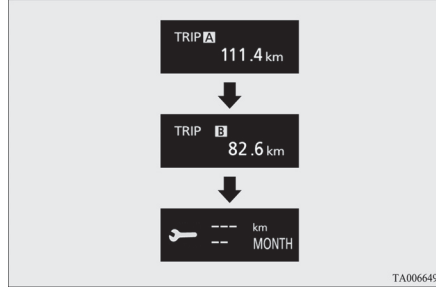 TRIP A
111.4 km
TRIP B
82.6 km
--- km
-- MONTH
TA006649